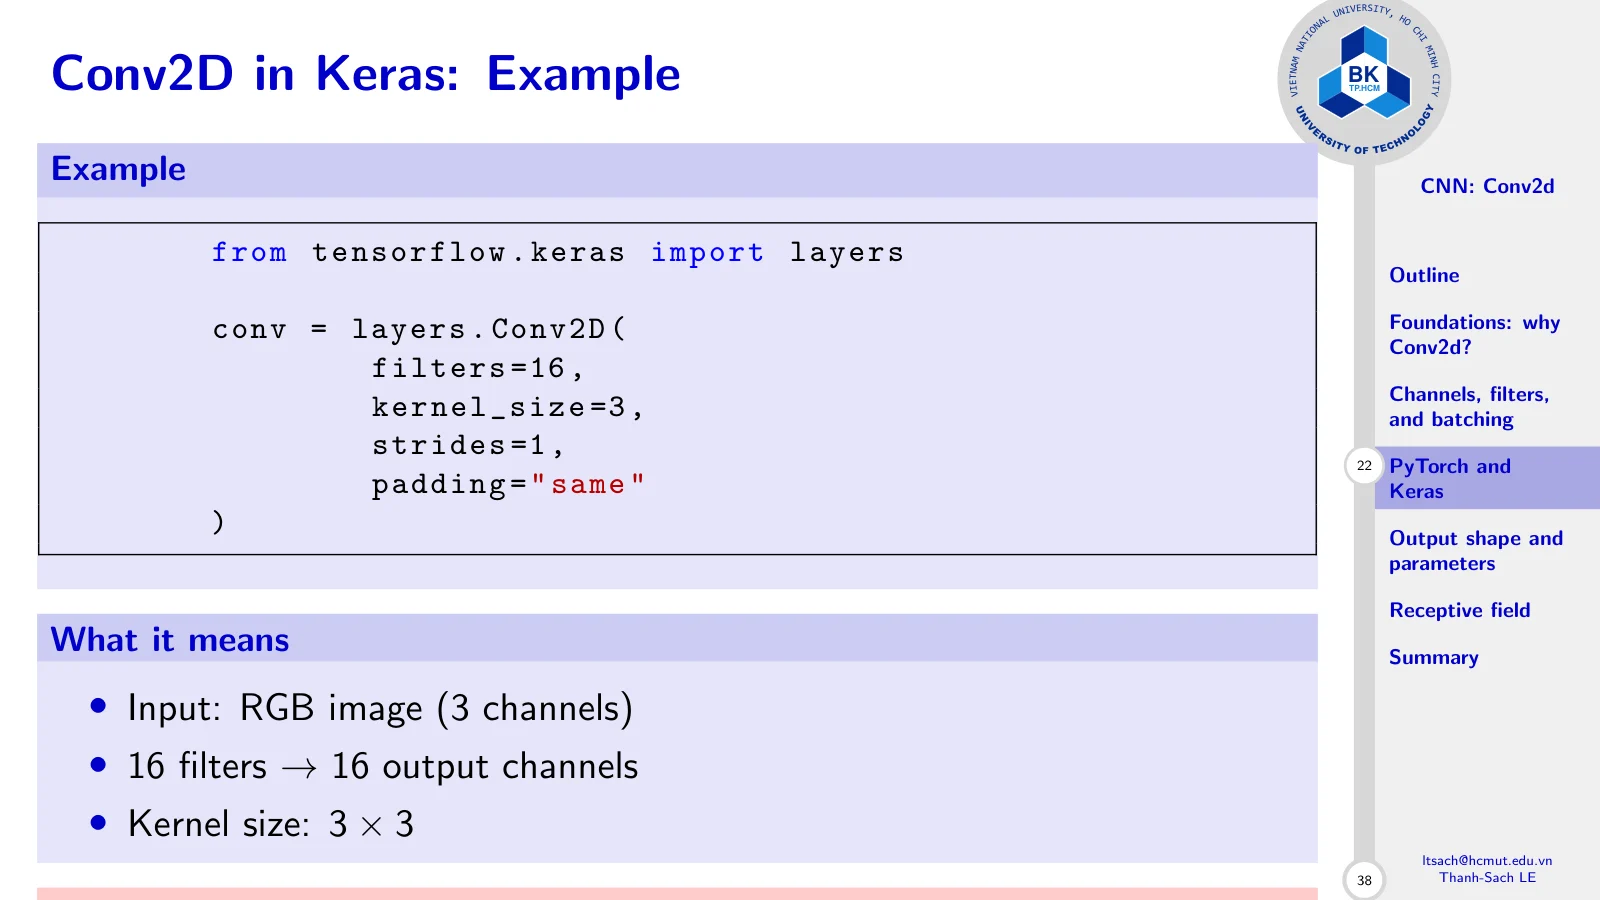 Conv2D in Keras: Example
Example
from tensorflow.keras import layers
conv = layers.Conv2D(
filters=16,
kernel_size=3,
strides=1,
padding="same"
)
What it means
• Input: RGB image (3 channels)
• 16 filters → 16 output channels
• Kernel size: 3 × 3
VIETNAM NATIONAL UNIVERSITY, HO CHI MINH CITY
BK
TP.HCM
UNIVERSITY OF TECHNOLOGY
CNN: Conv2d
Outline
Foundations: why
Conv2d?
Channels, filters,
and batching
22
PyTorch and
Keras
Output shape and
parameters
Receptive field
Summary
ltsach@hcmut.edu.vn
Thanh-Sach LE
38